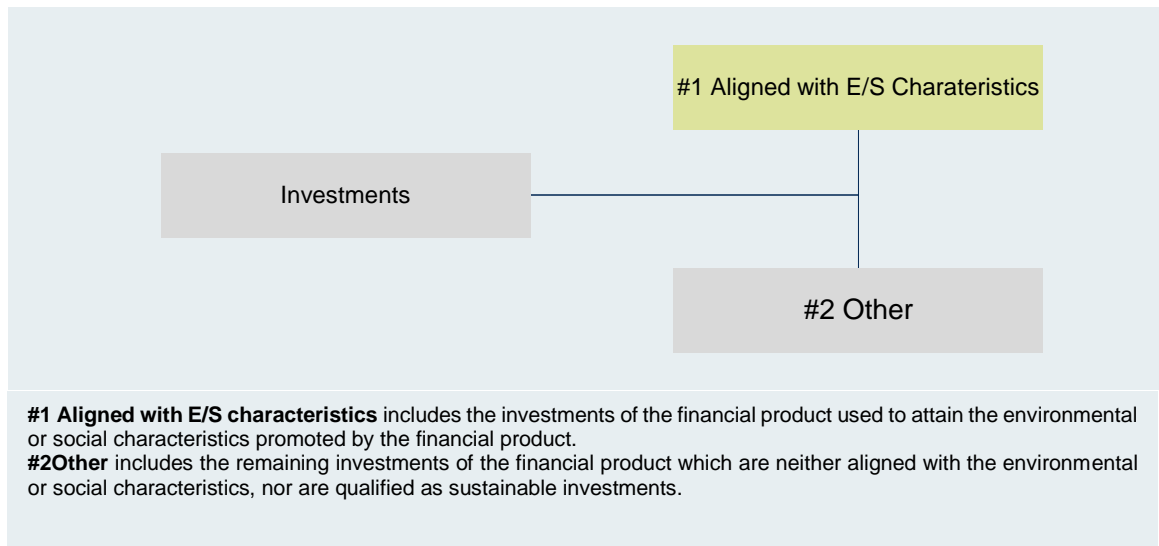 #1 Aligned with E/S Charateristics
Investments
#2 Other
#1 Aligned with E/S characteristics includes the investments of the financial product used to attain the environmental
or social characteristics promoted by the financial product.
#2Other includes the remaining investments of the financial product which are neither aligned with the environmental
or social characteristics, nor are qualified as sustainable investments.